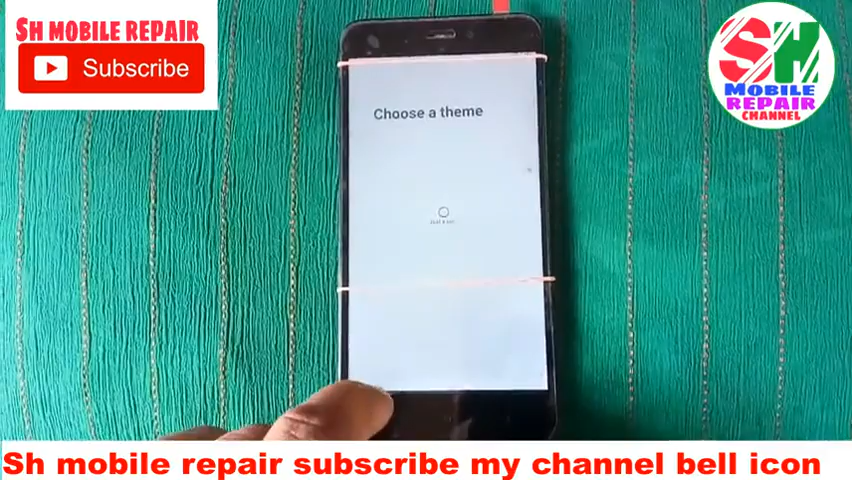 SH MOBILE REPAIR
Subscribe
SH
MOBILE
REPAIR
CHANNEL
Choose a theme
Sh mobile repair subscribe my channel bell icon